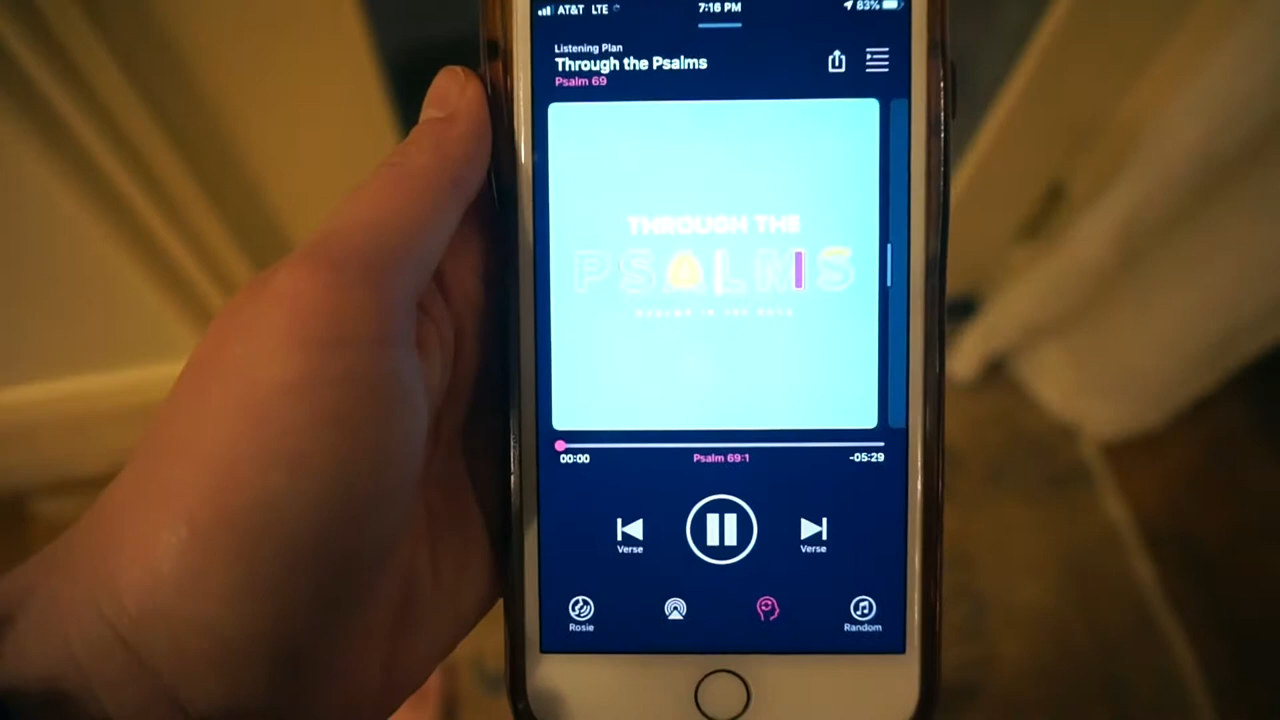 AT&T LTE 7:16 PM 83%
Listening Plan
Through the Psalms
Psalm 69
THROUGH THE
PSALMS
00:00 Psalm 69:1 -05:29
Verse Verse
Rosie Random